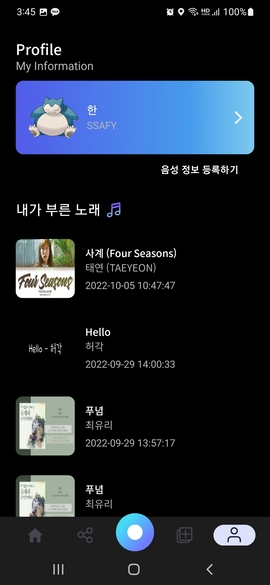 3:45
100%
Profile
My Information
한
SSAFY
음성 정보 등록하기
내가 부른 노래
Four Seasons
사계 (Four Seasons)
태연 (TAEYEON)
2022-10-05 10:47:47
Hello - 허각
Hello
허각
2022-09-29 14:00:33
푸념
최유리
2022-09-29 13:57:17
푸념
최유리